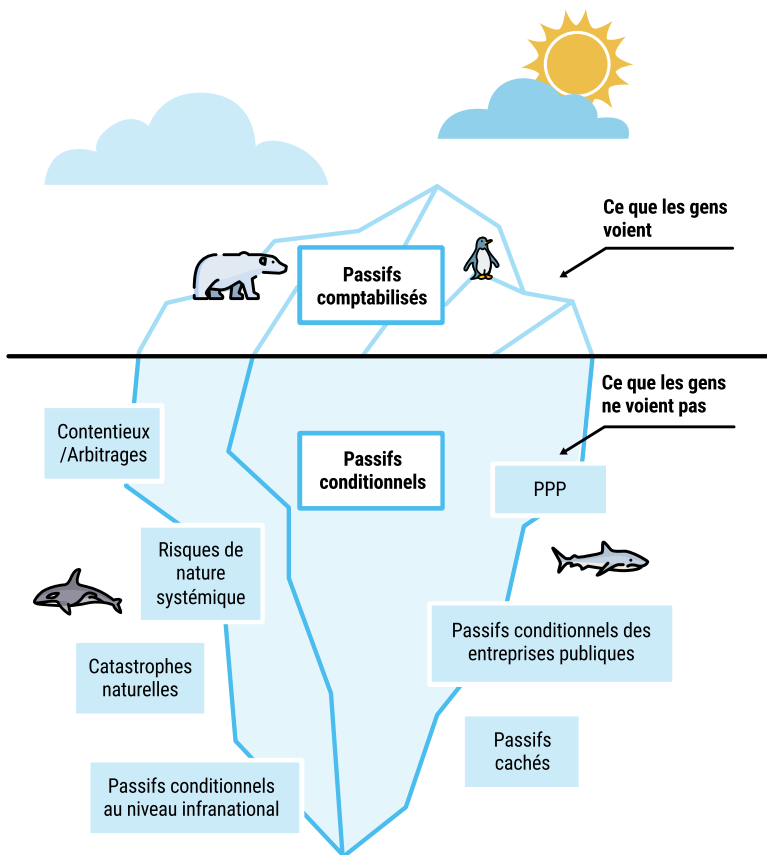 Ce que les gens
voient
Passifs
comptabilisés
Ce que les gens
ne voient pas
Contentieux
/Arbitrages
Passifs
conditionnels
PPP
Risques de
nature
systémique
Passifs conditionnels des
entreprises publiques
Catastrophes
naturelles
Passifs
cachés
Passifs conditionnels
au niveau infranational